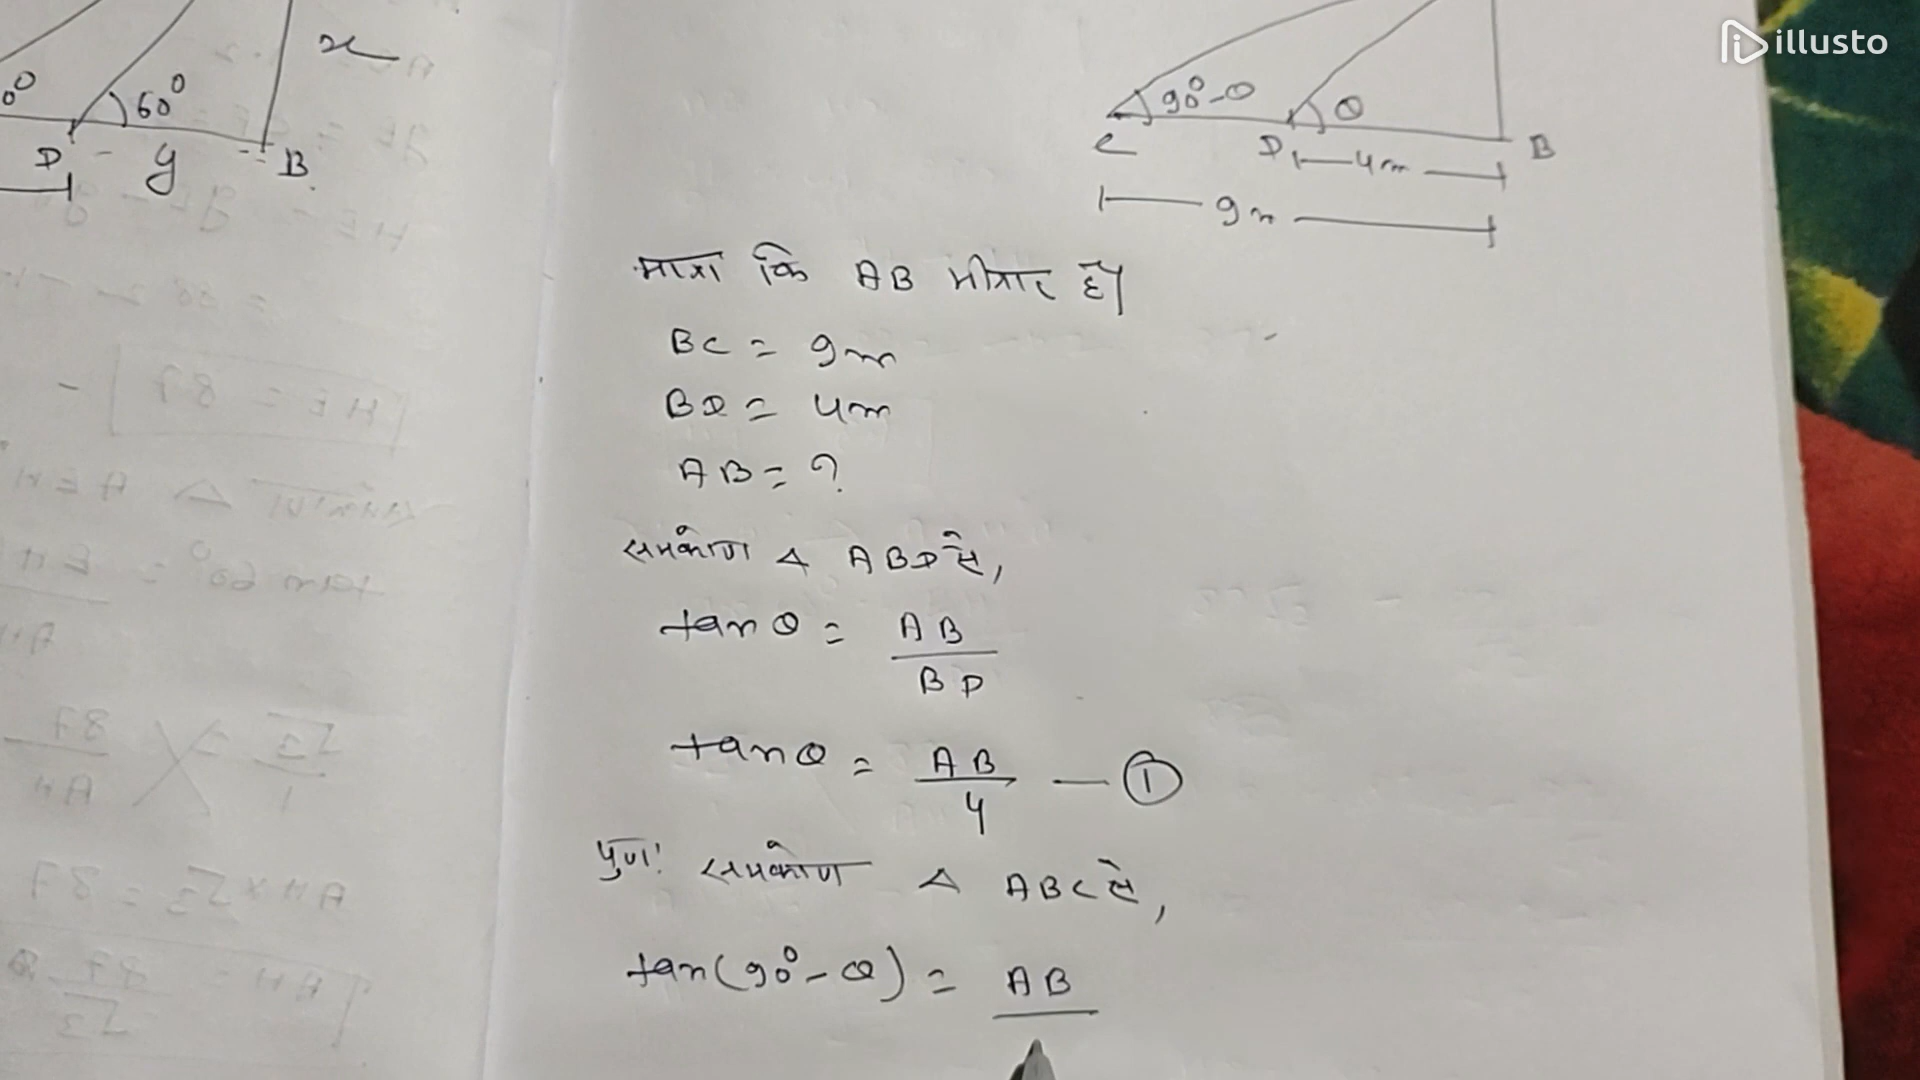 illusto
x
60°
D y B
90°-θ θ
C D 4m B
9m
माना कि AB मीनार है।
BC = 9m
BD = 4m
AB = ?
समकोण Δ ABD से,
tanθ = AB
BD
tanθ = AB — ①
4
पुणः समकोण Δ ABC से,
tan(90°-θ) = AB